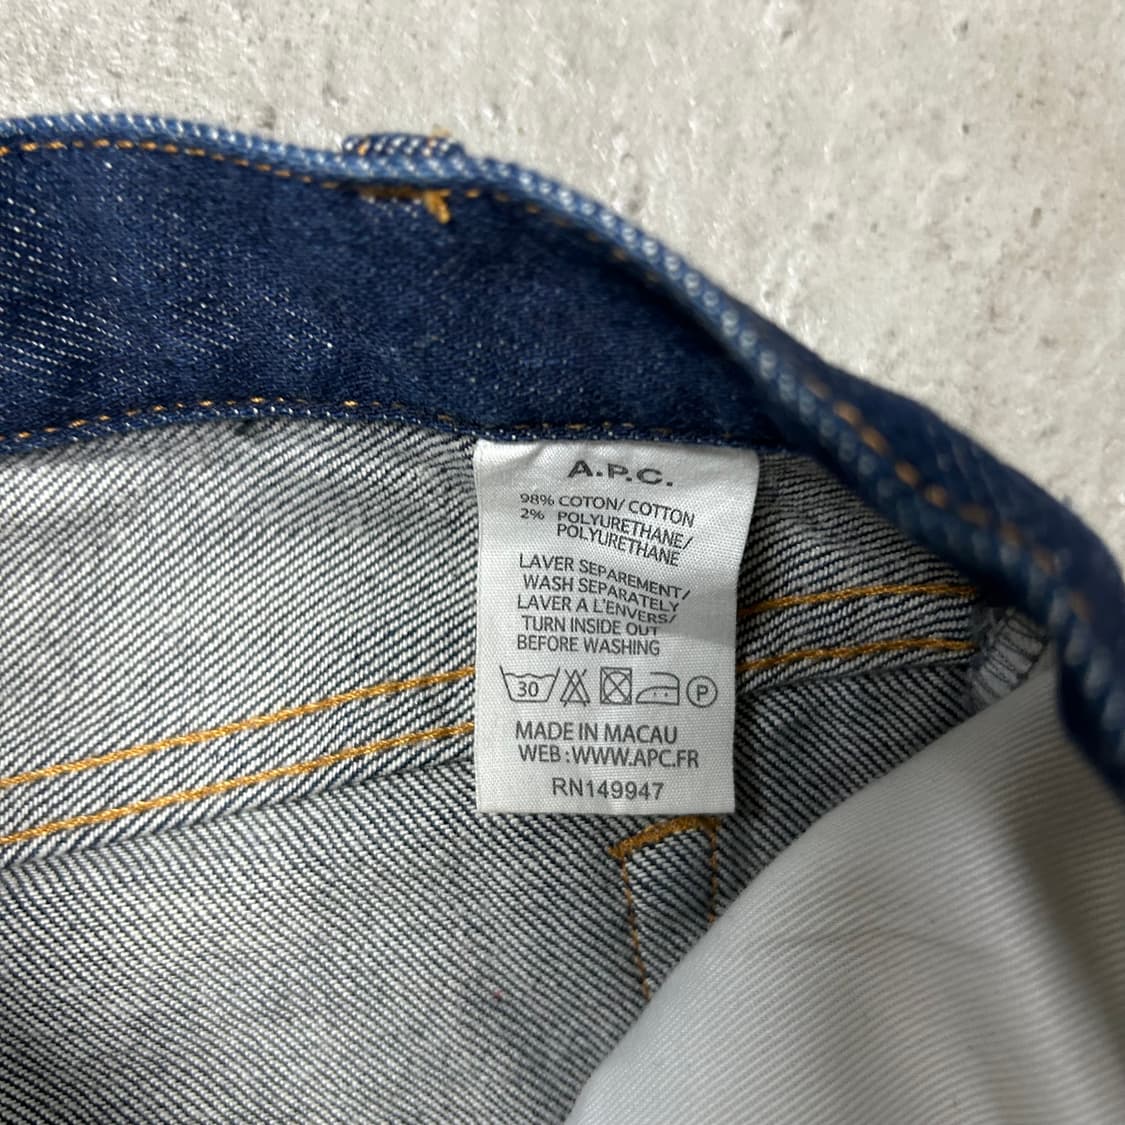 A.P.C.
98% COTON/ COTTON
2% POLYURETHANE/
POLYURETHANE
LAVER SEPAREMENT/
WASH SEPARATELY
LAVER A L'ENVERS/
TURN INSIDE OUT
BEFORE WASHING
30 P
MADE IN MACAU
WEB :WWW.APC.FR
RN149947